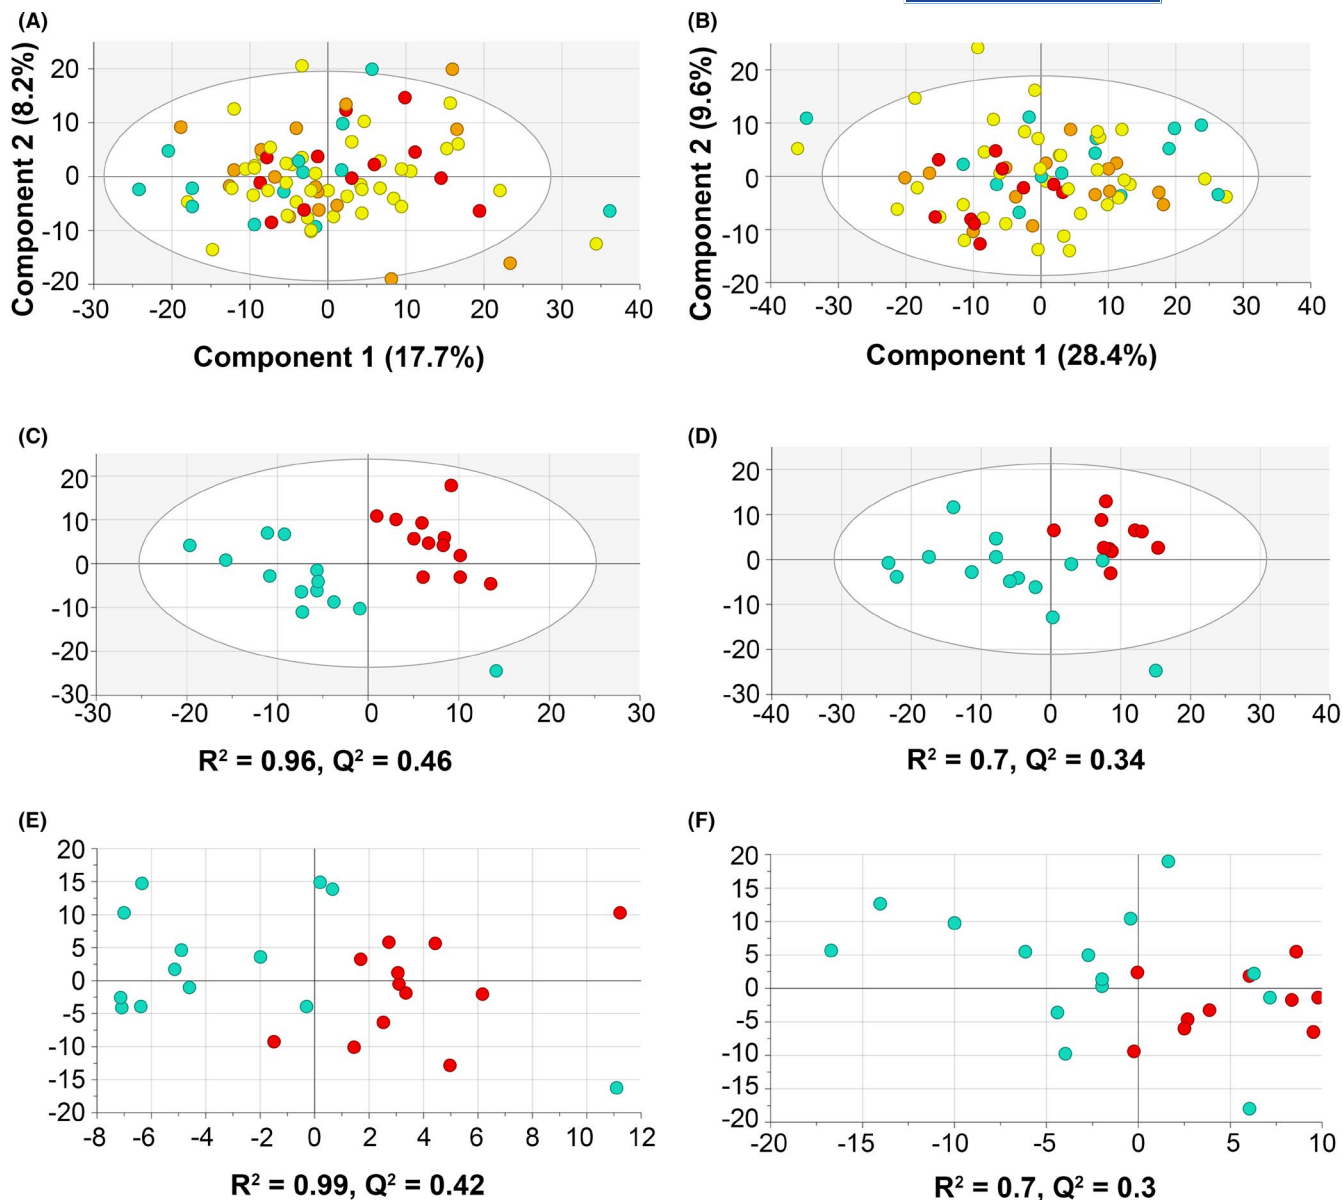 (A)
Component 2 (8.2%)
20
10
0
-10
-20
-30 -20 -10 0 10 20 30 40
Component 1 (17.7%)
(B)
Component 2 (9.6%)
20
10
0
-10
-20
-40 -30 -20 -10 0 10 20 30 40
Component 1 (28.4%)
(C)
20
10
0
-10
-20
-30
-30 -20 -10 0 10 20 30
R² = 0.96, Q² = 0.46
(D)
20
10
0
-10
-20
-30
-40 -30 -20 -10 0 10 20 30 40
R² = 0.7, Q² = 0.34
(E)
20
15
10
5
0
-5
-10
-15
-20
-8 -6 -4 -2 0 2 4 6 8 10 12
R² = 0.99, Q² = 0.42
(F)
20
15
10
5
0
-5
-10
-15
-20
-20 -15 -10 -5 0 5 10
R² = 0.7, Q² = 0.3